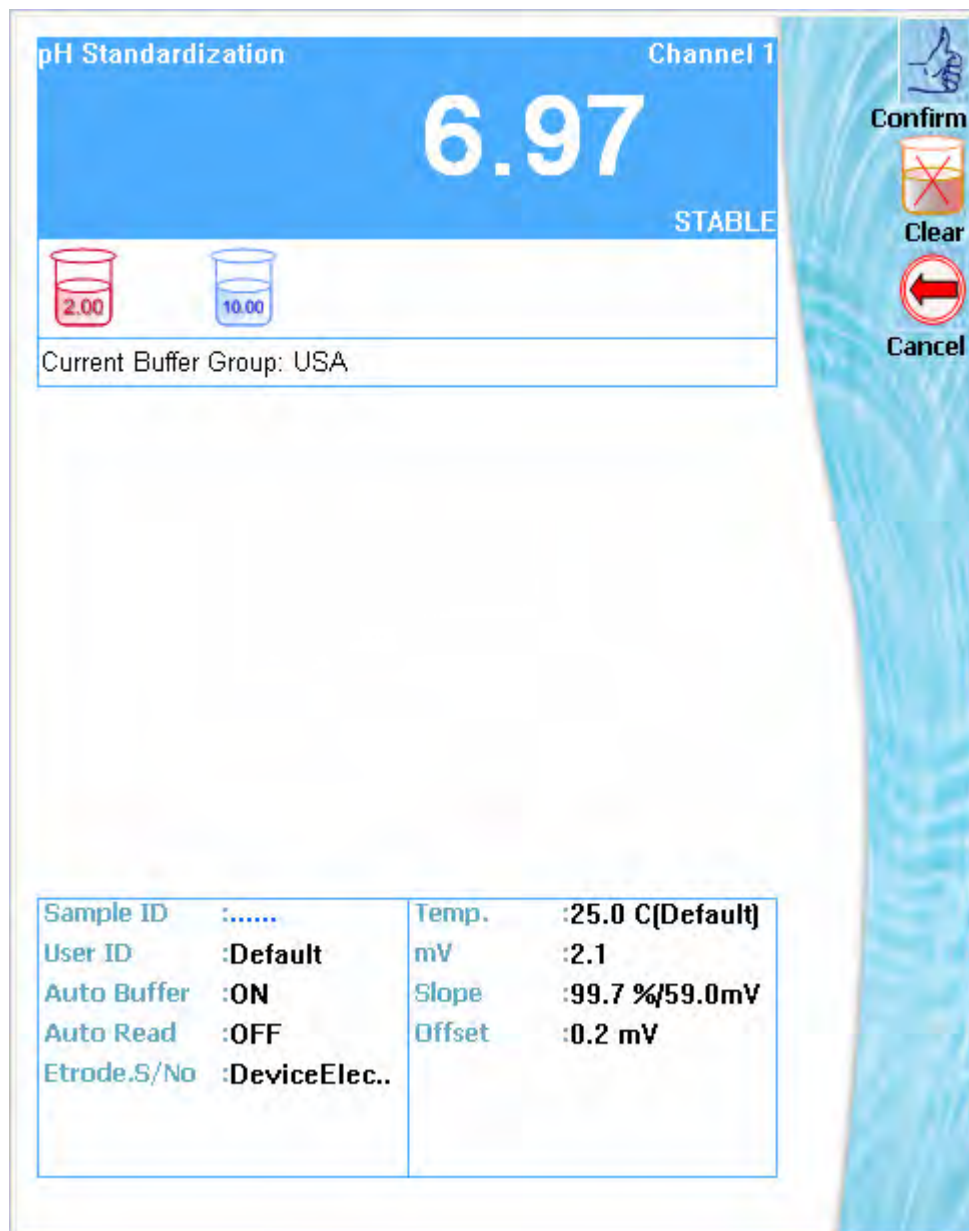 pH Standardization Channel 1
6.97
STABLE
2.00 10.00
Current Buffer Group: USA
Confirm
Clear
Cancel
Sample ID :......
User ID :Default
Auto Buffer :ON
Auto Read :OFF
Etrode.S/No :DeviceElec..
Temp. :25.0 C(Default)
mV :2.1
Slope :99.7 %/59.0mV
Offset :0.2 mV